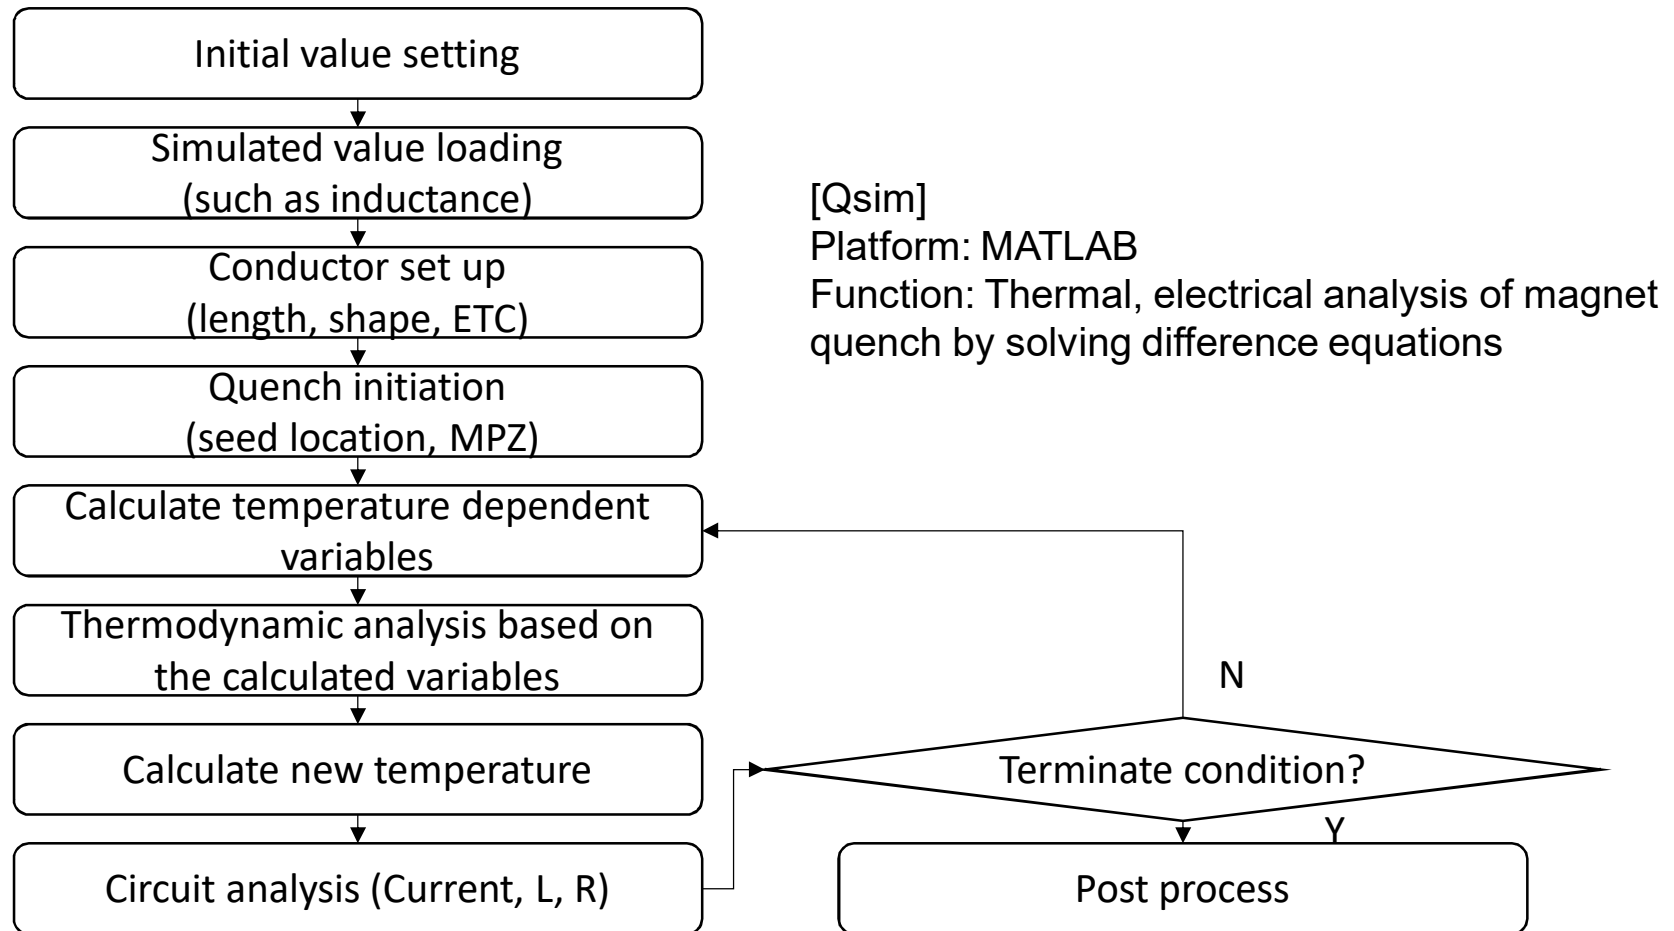 Initial value setting
Simulated value loading
(such as inductance)
Conductor set up
(length, shape, ETC)
Quench initiation
(seed location, MPZ)
Calculate temperature dependent
variables
Thermodynamic analysis based on
the calculated variables
Calculate new temperature
Circuit analysis (Current, L, R)
[Qsim]
Platform: MATLAB
Function: Thermal, electrical analysis of magnet
quench by solving difference equations
N
Terminate condition?
Y
Post process